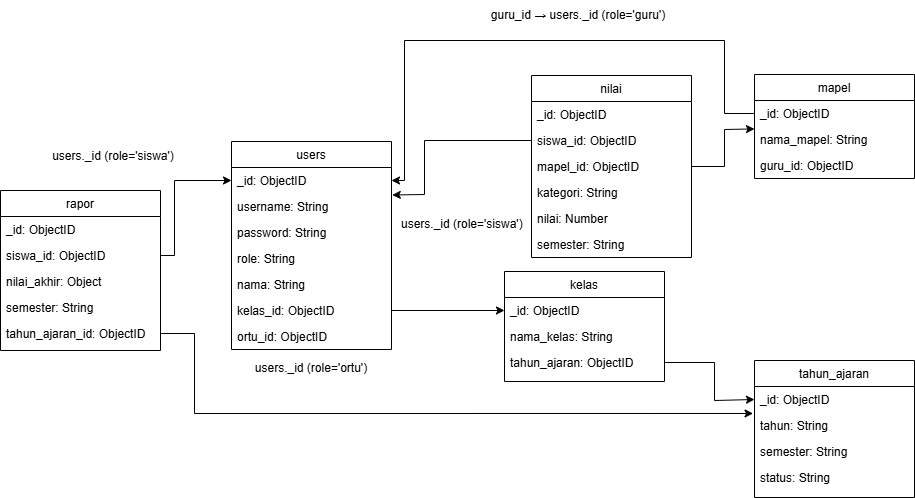 guru_id → users._id (role='guru')
nilai
_id: ObjectID
siswa_id: ObjectID
mapel_id: ObjectID
kategori: String
nilai: Number
semester: String
mapel
_id: ObjectID
nama_mapel: String
guru_id: ObjectID
users._id (role='siswa')
users
_id: ObjectID
username: String
password: String
role: String
nama: String
kelas_id: ObjectID
ortu_id: ObjectID
users._id (role='siswa')
rapor
_id: ObjectID
siswa_id: ObjectID
nilai_akhir: Object
semester: String
tahun_ajaran_id: ObjectID
users._id (role='ortu')
kelas
_id: ObjectID
nama_kelas: String
tahun_ajaran: ObjectID
tahun_ajaran
_id: ObjectID
tahun: String
semester: String
status: String